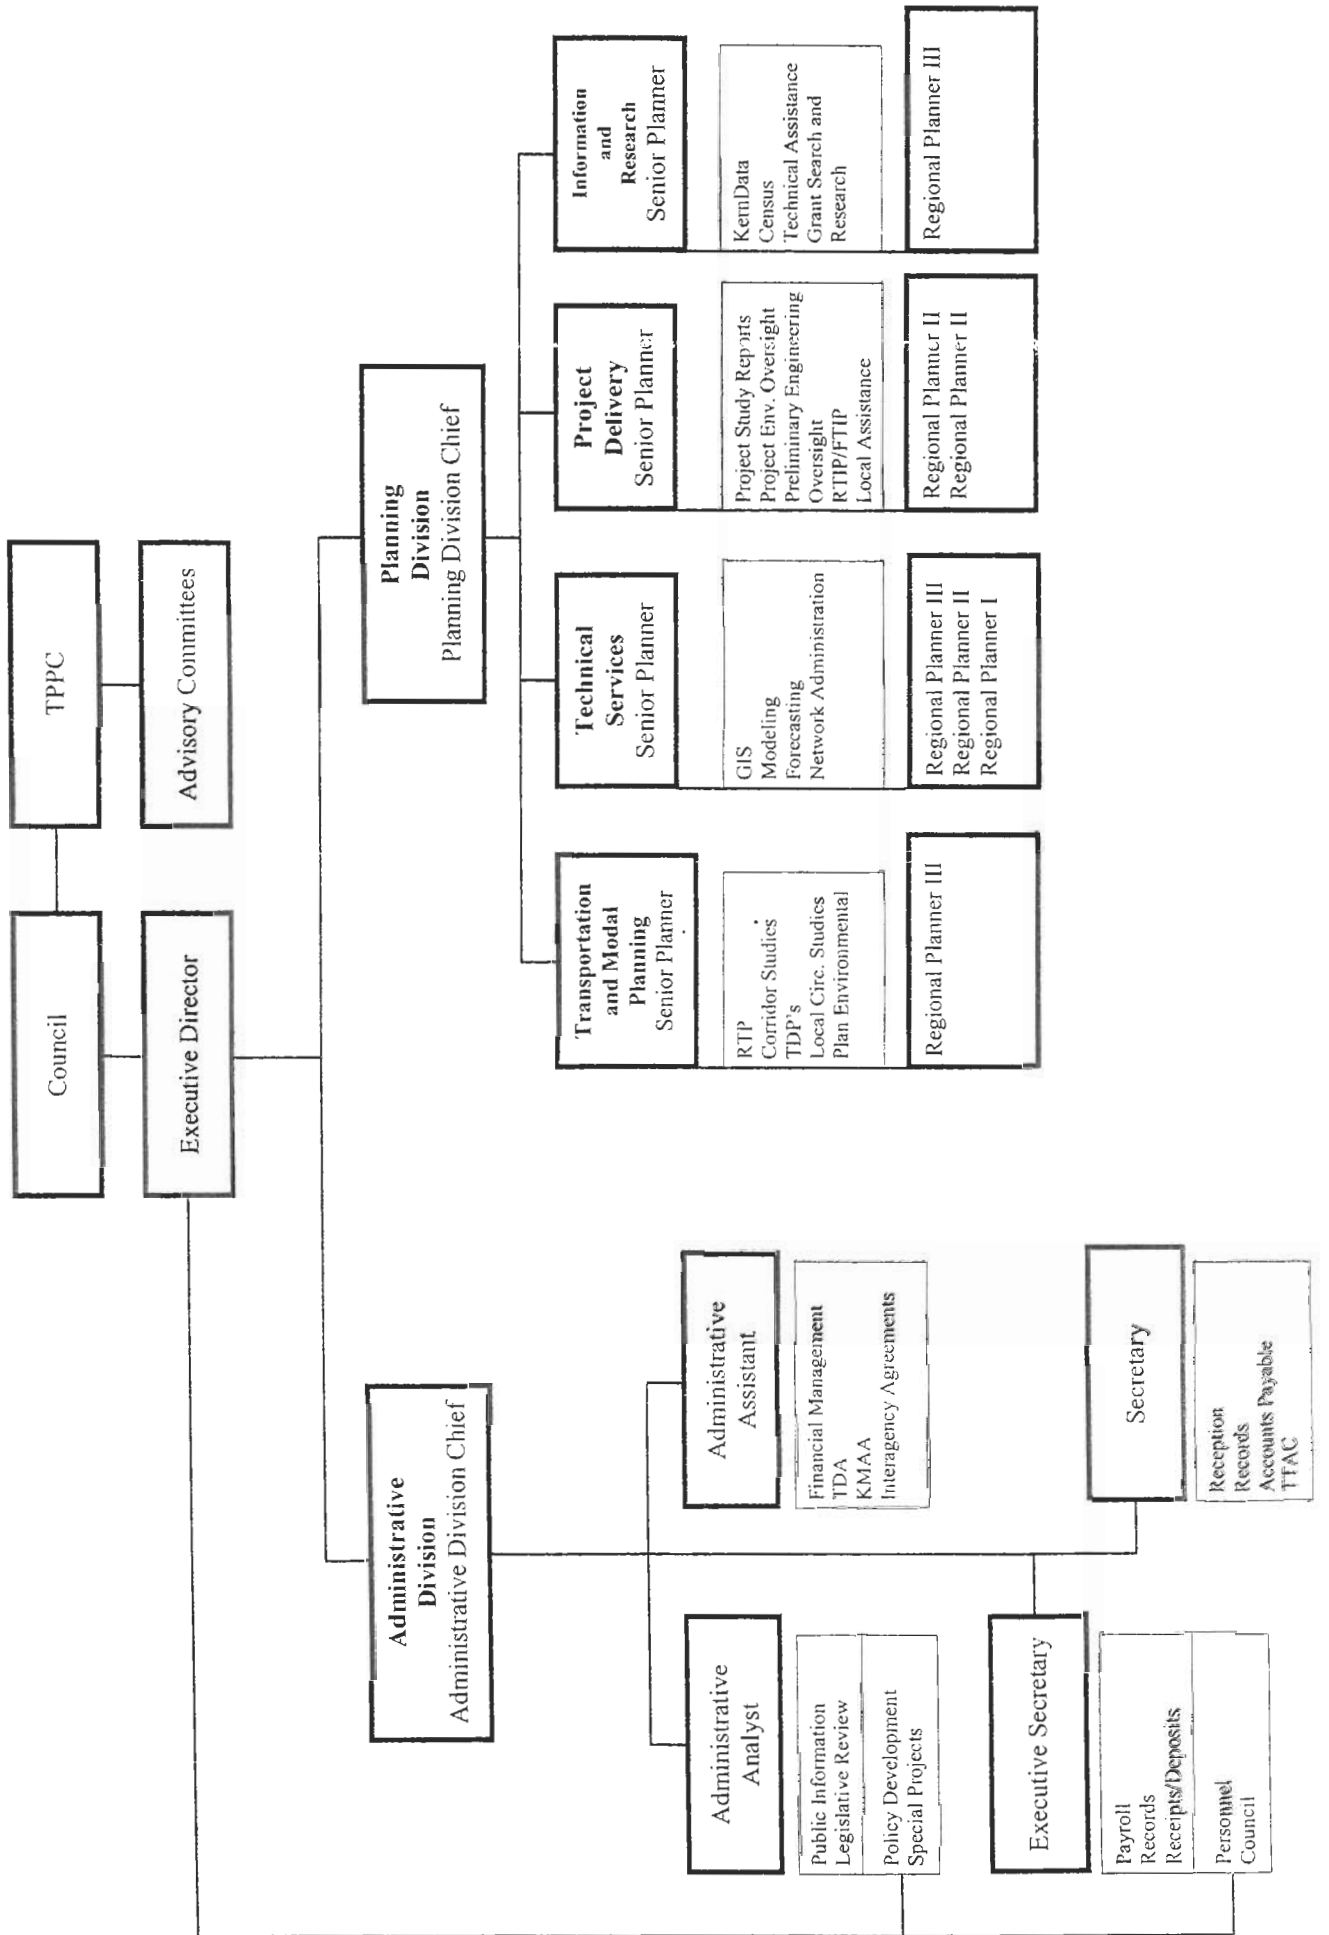 Council
TPPC
Executive Director
Advisory Committees
Administrative
Division
Administrative Division Chief
Planning
Division
Planning Division Chief
Administrative
Analyst
Public Information
Legislative Review
Policy Development
Special Projects
Administrative
Assistant
Financial Management
TDA
KMAA
Interagency Agreements
Executive Secretary
Payroll
Records
Receipts/Deposits
Personnel
Council
Secretary
Reception
Records
Accounts Payable
TTAC
Transportation
and Modal
Planning
Senior Planner
RTP
Corridor Studies
TDP's
Local Circ. Studies
Plan Environmental
Regional Planner III
Technical
Services
Senior Planner
GIS
Modeling
Forecasting
Network Administration
Regional Planner III
Regional Planner II
Regional Planner I
Project
Delivery
Senior Planner
Project Study Reports
Project Env. Oversight
Preliminary Engineering
Oversight
RTIP/FTIP
Local Assistance
Regional Planner II
Regional Planner II
Information
and
Research
Senior Planner
KernData
Census
Technical Assistance
Grant Search and
Research
Regional Planner III